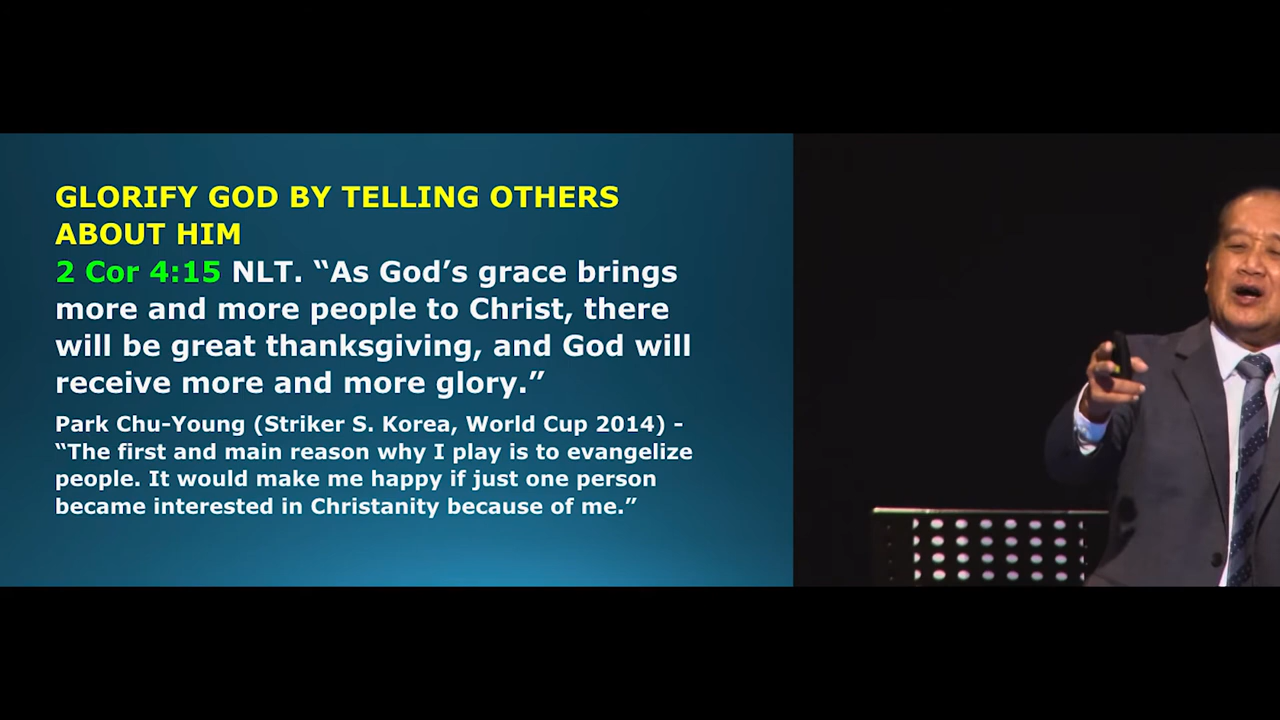 GLORIFY GOD BY TELLING OTHERS
ABOUT HIM
2 Cor 4:15 NLT. “As God’s grace brings
more and more people to Christ, there
will be great thanksgiving, and God will
receive more and more glory.”
Park Chu-Young (Striker S. Korea, World Cup 2014) -
“The first and main reason why I play is to evangelize
people. It would make me happy if just one person
became interested in Christanity because of me.”